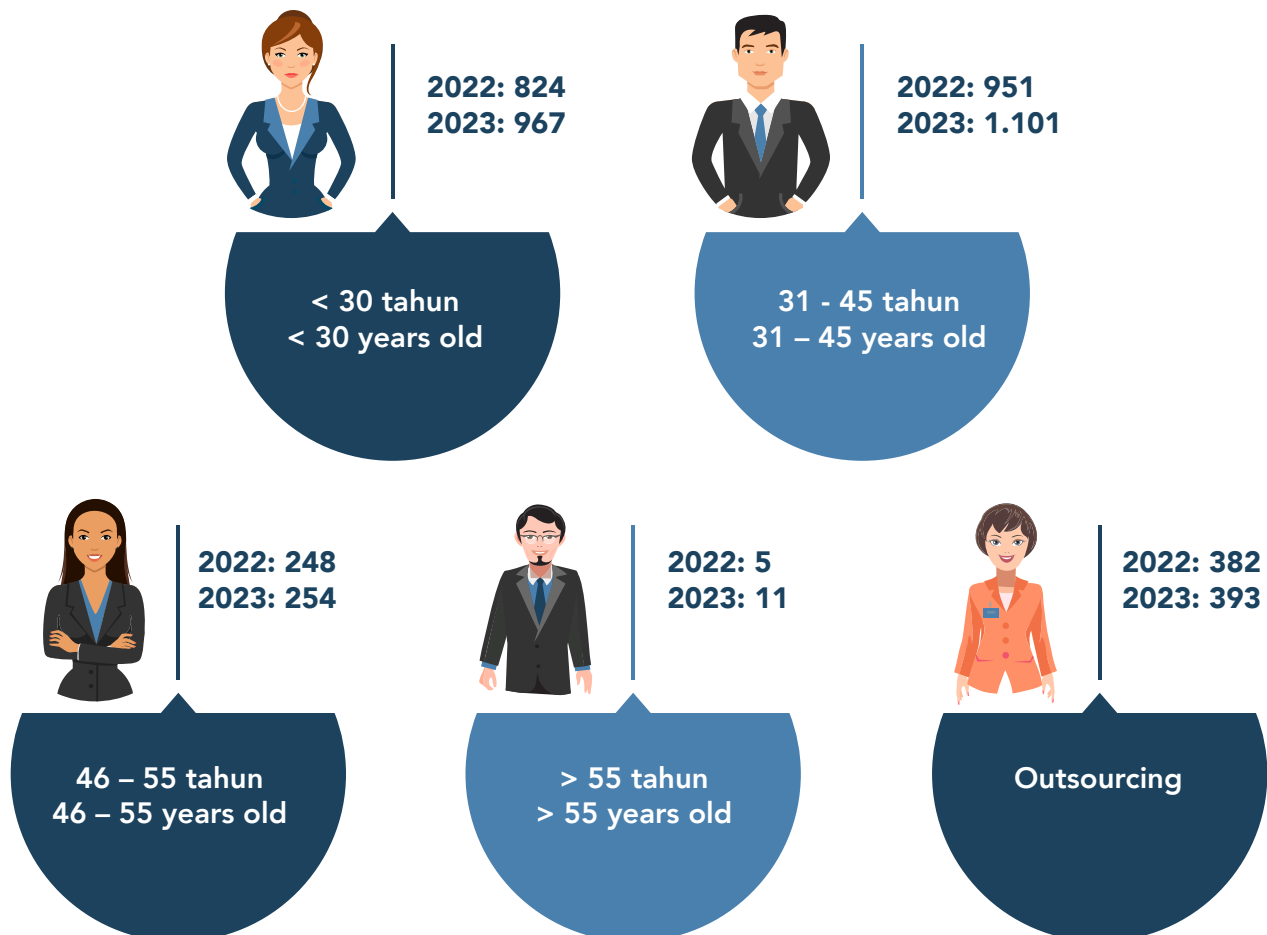 2022: 824
2023: 967
< 30 tahun
< 30 years old
2022: 951
2023: 1.101
31 - 45 tahun
31 – 45 years old
2022: 248
2023: 254
46 – 55 tahun
46 – 55 years old
2022: 5
2023: 11
> 55 tahun
> 55 years old
2022: 382
2023: 393
Outsourcing